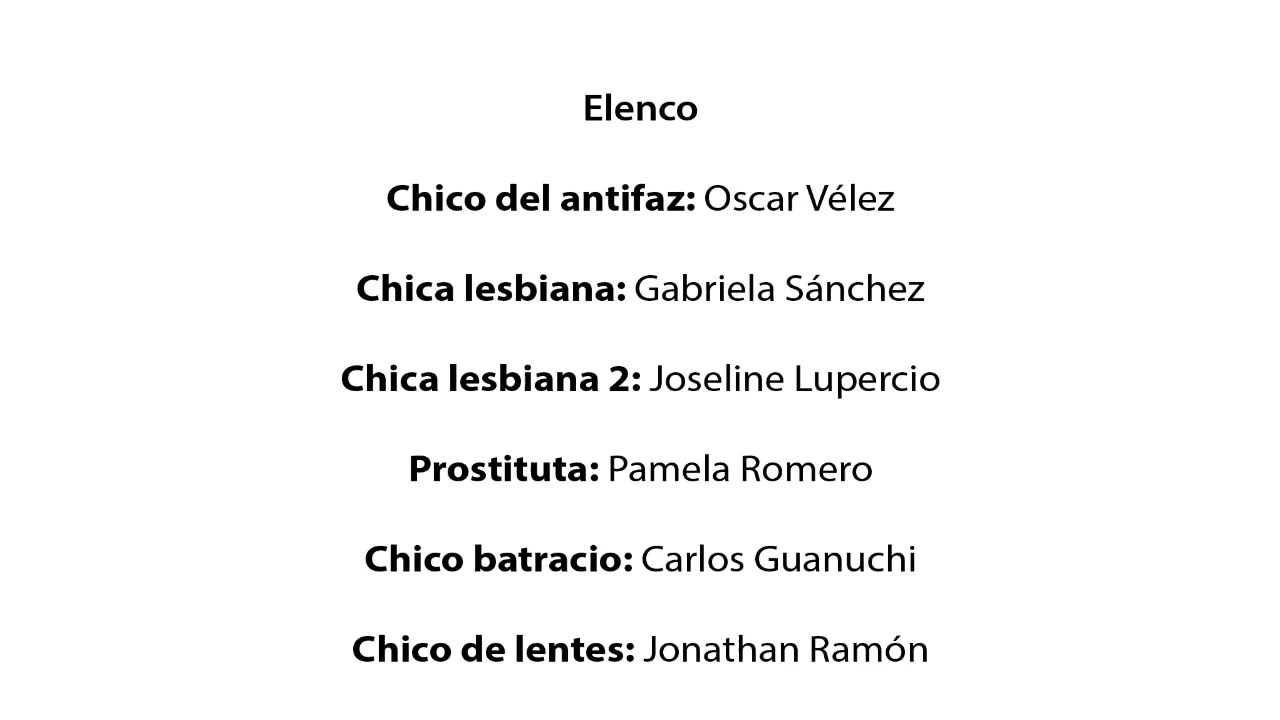 Elenco
Chico del antifaz: Oscar Vélez
Chica lesbiana: Gabriela Sánchez
Chica lesbiana 2: Joseline Lupercio
Prostituta: Pamela Romero
Chico batracio: Carlos Guanuchi
Chico de lentes: Jonathan Ramón